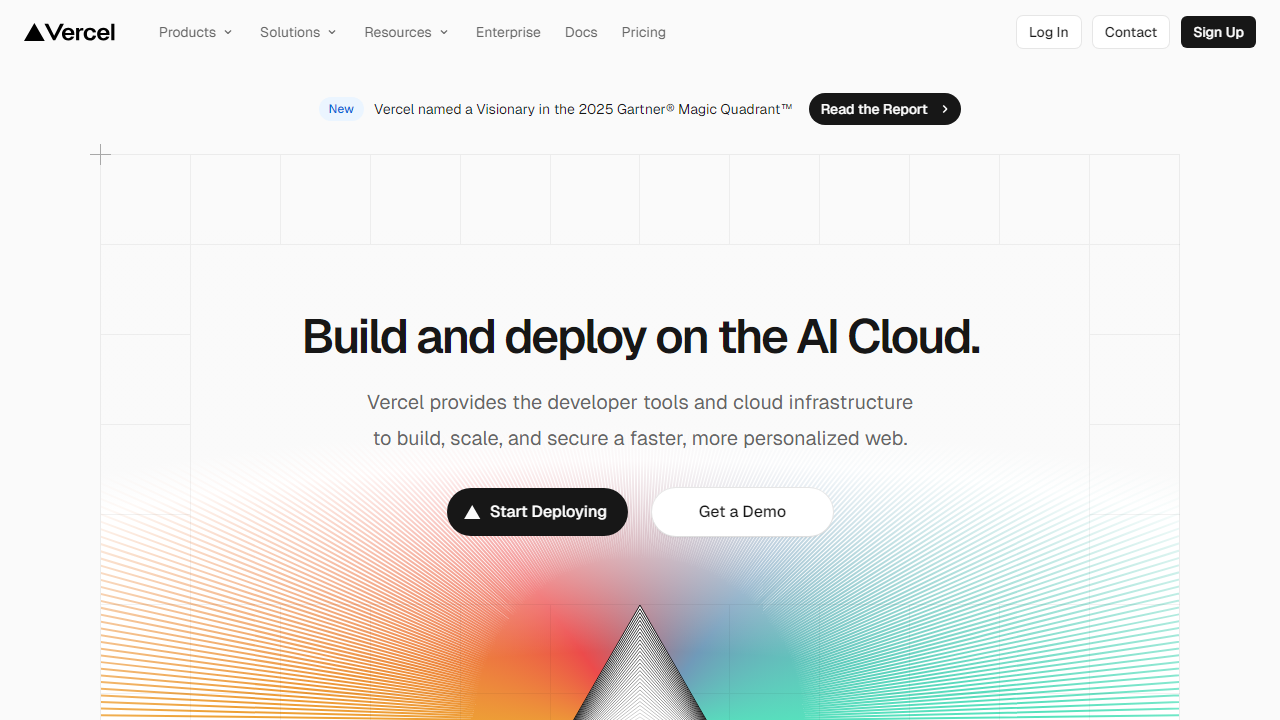 Vercel
Products
Solutions
Resources
Enterprise
Docs
Pricing
Log In
Contact
Sign Up
New
Vercel named a Visionary in the 2025 Gartner® Magic Quadrant™
Read the Report
Build and deploy on the AI Cloud.
Vercel provides the developer tools and cloud infrastructure
to build, scale, and secure a faster, more personalized web.
Start Deploying
Get a Demo